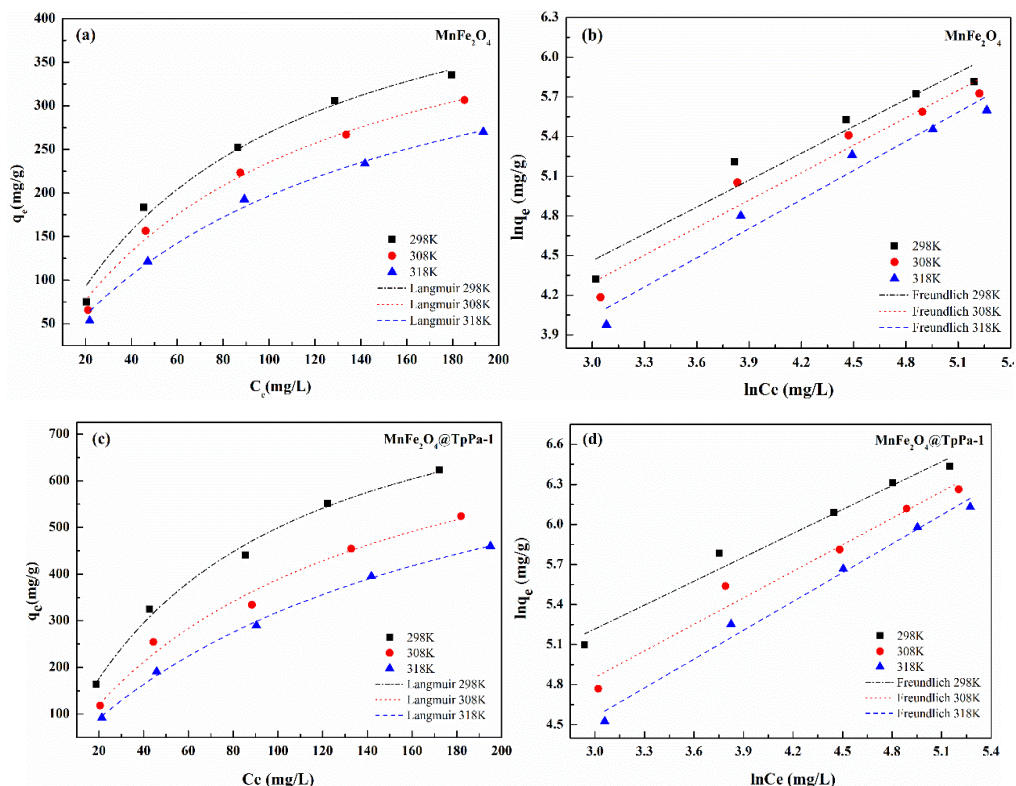 (a)
MnFe₂O₄
400
350
300
250
200
150
100
50
qₑ(mg/g)
298K
308K
318K
Langmuir 298K
Langmuir 308K
Langmuir 318K
20 40 60 80 100 120 140 160 180 200
Cₑ(mg/L)
(b)
MnFe₂O₄
6.3
6.0
5.7
5.4
5.1
4.8
4.5
4.2
3.9
lnqₑ (mg/g)
298K
308K
318K
Freundlich 298K
Freundlich 308K
Freundlich 318K
3.0 3.3 3.6 3.9 4.2 4.5 4.8 5.1 5.4
lnCe (mg/L)
(c)
MnFe₂O₄@TpPa-1
700
600
500
400
300
200
100
qₑ(mg/g)
298K
308K
318K
Langmuir 298K
Langmuir 308K
Langmuir 318K
20 40 60 80 100 120 140 160 180 200
Ce (mg/L)
(d)
MnFe₂O₄@TpPa-1
6.6
6.3
6.0
5.7
5.4
5.1
4.8
4.5
lnqₑ (mg/g)
298K
308K
318K
Freundlich 298K
Freundlich 308K
Freundlich 318K
3.0 3.3 3.6 3.9 4.2 4.5 4.8 5.1 5.4
lnCe (mg/L)